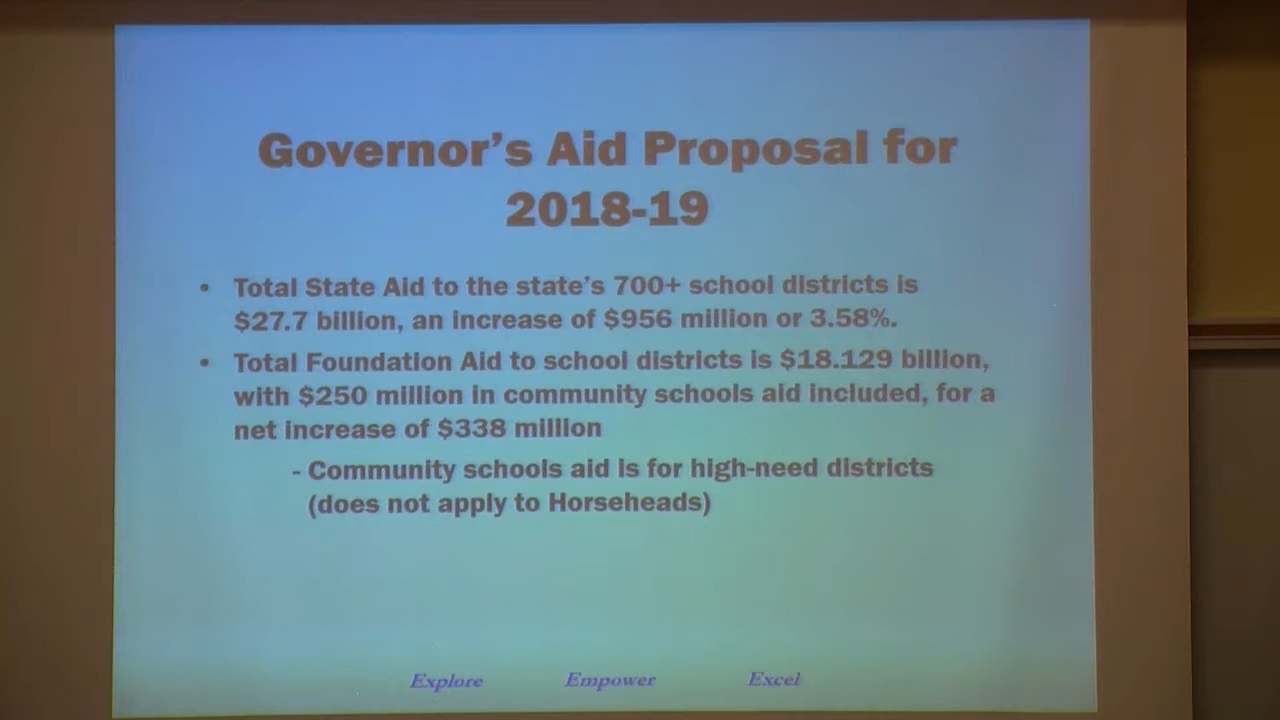 Governor's Aid Proposal for
2018-19
• Total State Aid to the state's 700+ school districts is
$27.7 billion, an increase of $956 million or 3.58%.
• Total Foundation Aid to school districts is $18.129 billion,
with $250 million in community schools aid included, for a
net increase of $338 million
- Community schools aid is for high-need districts
(does not apply to Horseheads)
Explore Empower Excel